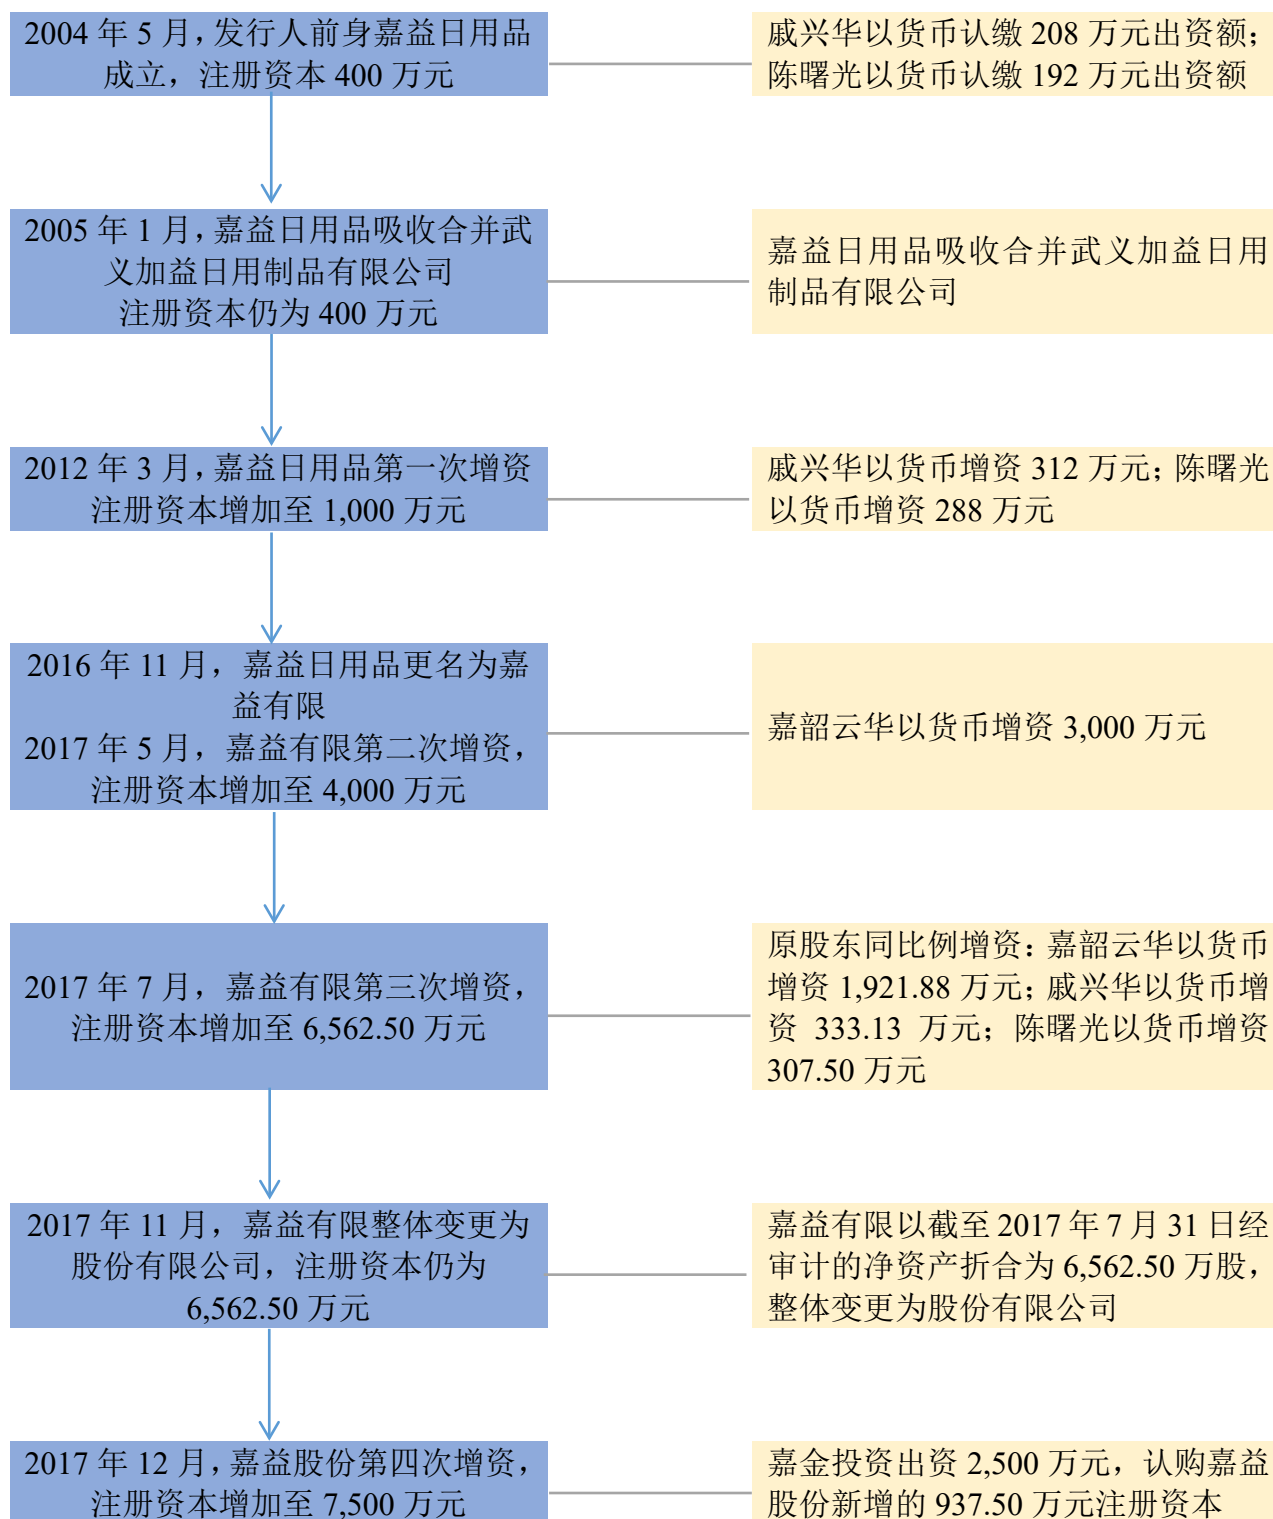 2004 年 5 月，发行人前身嘉益日用品
成立，注册资本 400 万元
戚兴华以货币认缴 208 万元出资额；
陈曙光以货币认缴 192 万元出资额
2005 年 1 月，嘉益日用品吸收合并武
义加益日用制品有限公司
注册资本仍为 400 万元
嘉益日用品吸收合并武义加益日用
制品有限公司
2012 年 3 月，嘉益日用品第一次增资
注册资本增加至 1,000 万元
戚兴华以货币增资 312 万元；陈曙光
以货币增资 288 万元
2016 年 11 月，嘉益日用品更名为嘉
益有限
2017 年 5 月，嘉益有限第二次增资，
注册资本增加至 4,000 万元
嘉韶云华以货币增资 3,000 万元
2017 年 7 月，嘉益有限第三次增资，
注册资本增加至 6,562.50 万元
原股东同比例增资：嘉韶云华以货币
增资 1,921.88 万元；戚兴华以货币增
资 333.13 万元；陈曙光以货币增资
307.50 万元
2017 年 11 月，嘉益有限整体变更为
股份有限公司，注册资本仍为
6,562.50 万元
嘉益有限以截至 2017 年 7 月 31 日经
审计的净资产折合为 6,562.50 万股，
整体变更为股份有限公司
2017 年 12 月，嘉益股份第四次增资，
注册资本增加至 7,500 万元
嘉金投资出资 2,500 万元，认购嘉益
股份新增的 937.50 万元注册资本